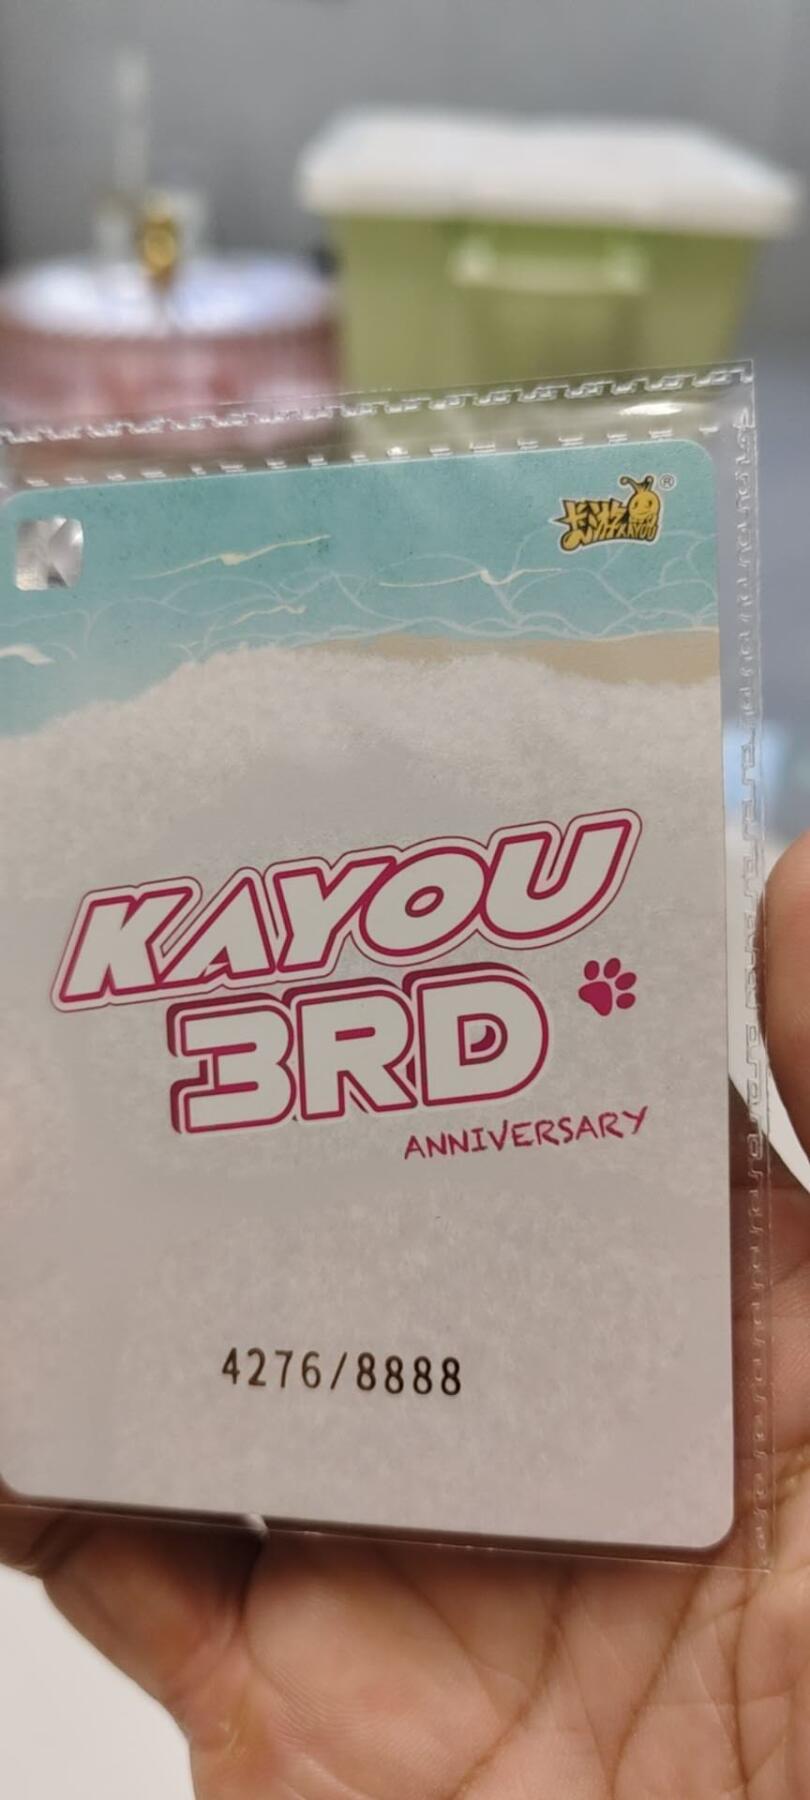 卡游 KAYOU ®
K
KAYOU
3RD
ANNIVERSARY
4276/8888